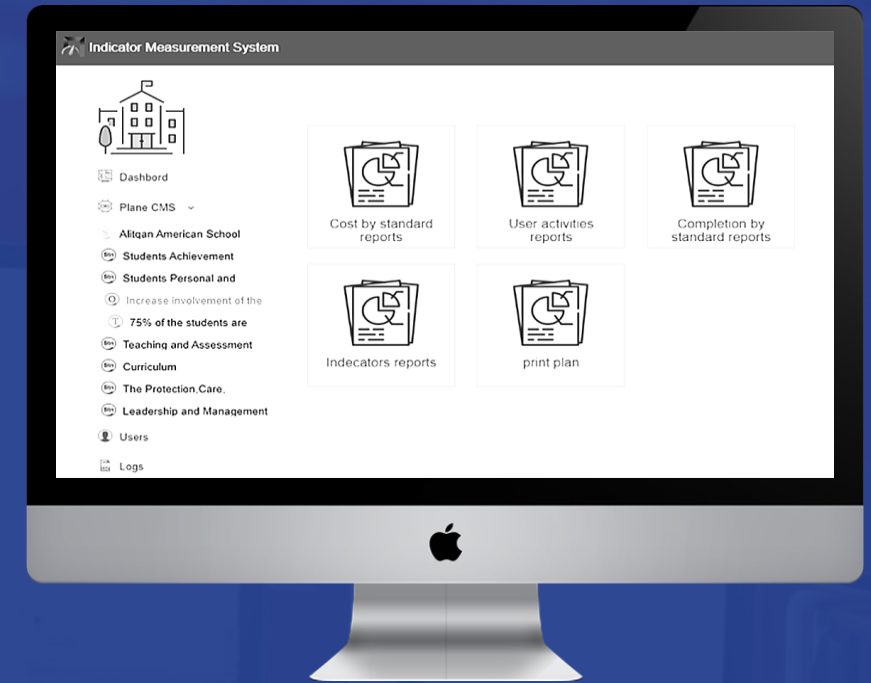 Indicator Measurement System
Dashbord
Plane CMS
Alitqan American School
Students Achievement
Students Personal and
Increase involvement of the
75% of the students are
Teaching and Assessment
Curriculum
The Protection,Care,
Leadership and Management
Users
Logs
Cost by standard
reports
User activities
reports
Completion by
standard reports
Indecators reports
print plan